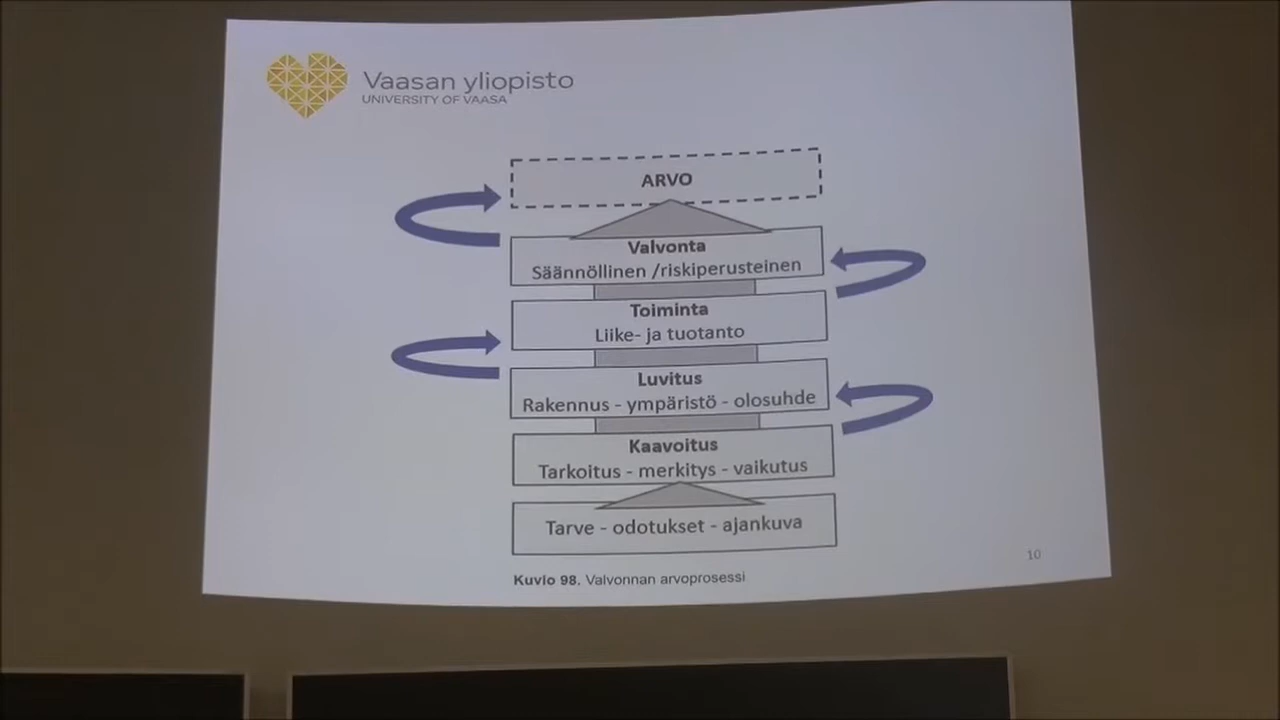 Vaasan yliopisto
UNIVERSITY OF VAASA
ARVO
Valvonta
Säännöllinen /riskiperusteinen
Toiminta
Liike- ja tuotanto
Luvitus
Rakennus - ympäristö - olosuhde
Kaavoitus
Tarkoitus - merkitys - vaikutus
Tarve - odotukset - ajankuva
Kuvio 98. Valvonnan arvoprosessi
10